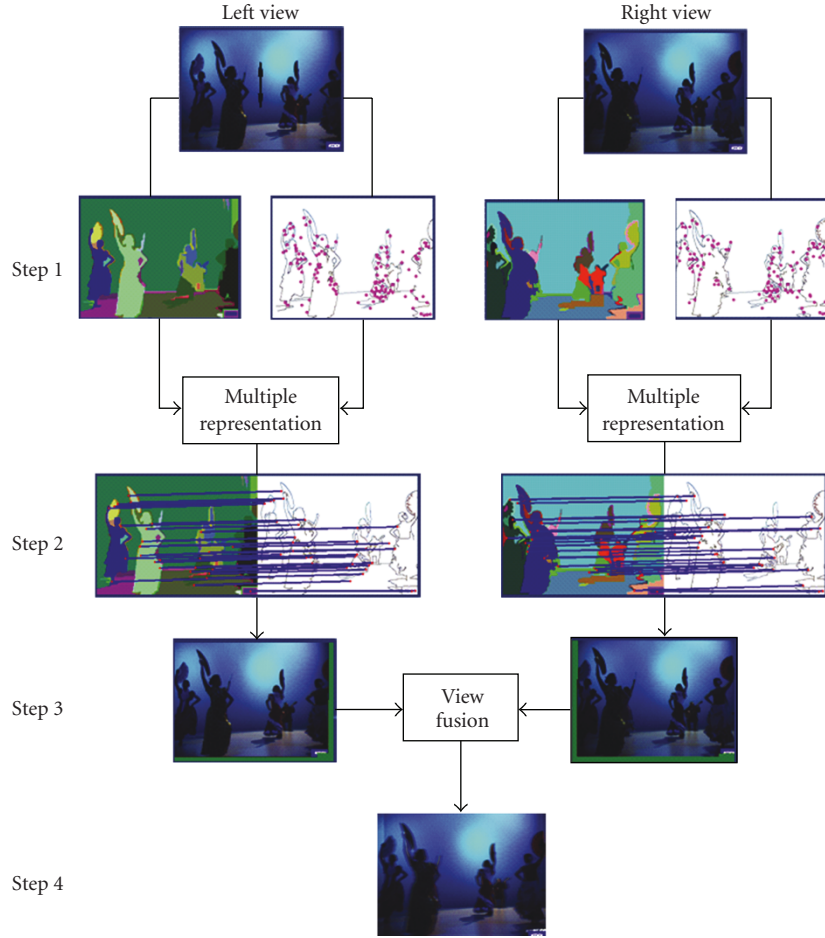 Left view
Right view
Step 1
Multiple
representation
Multiple
representation
Step 2
Step 3
View
fusion
Step 4